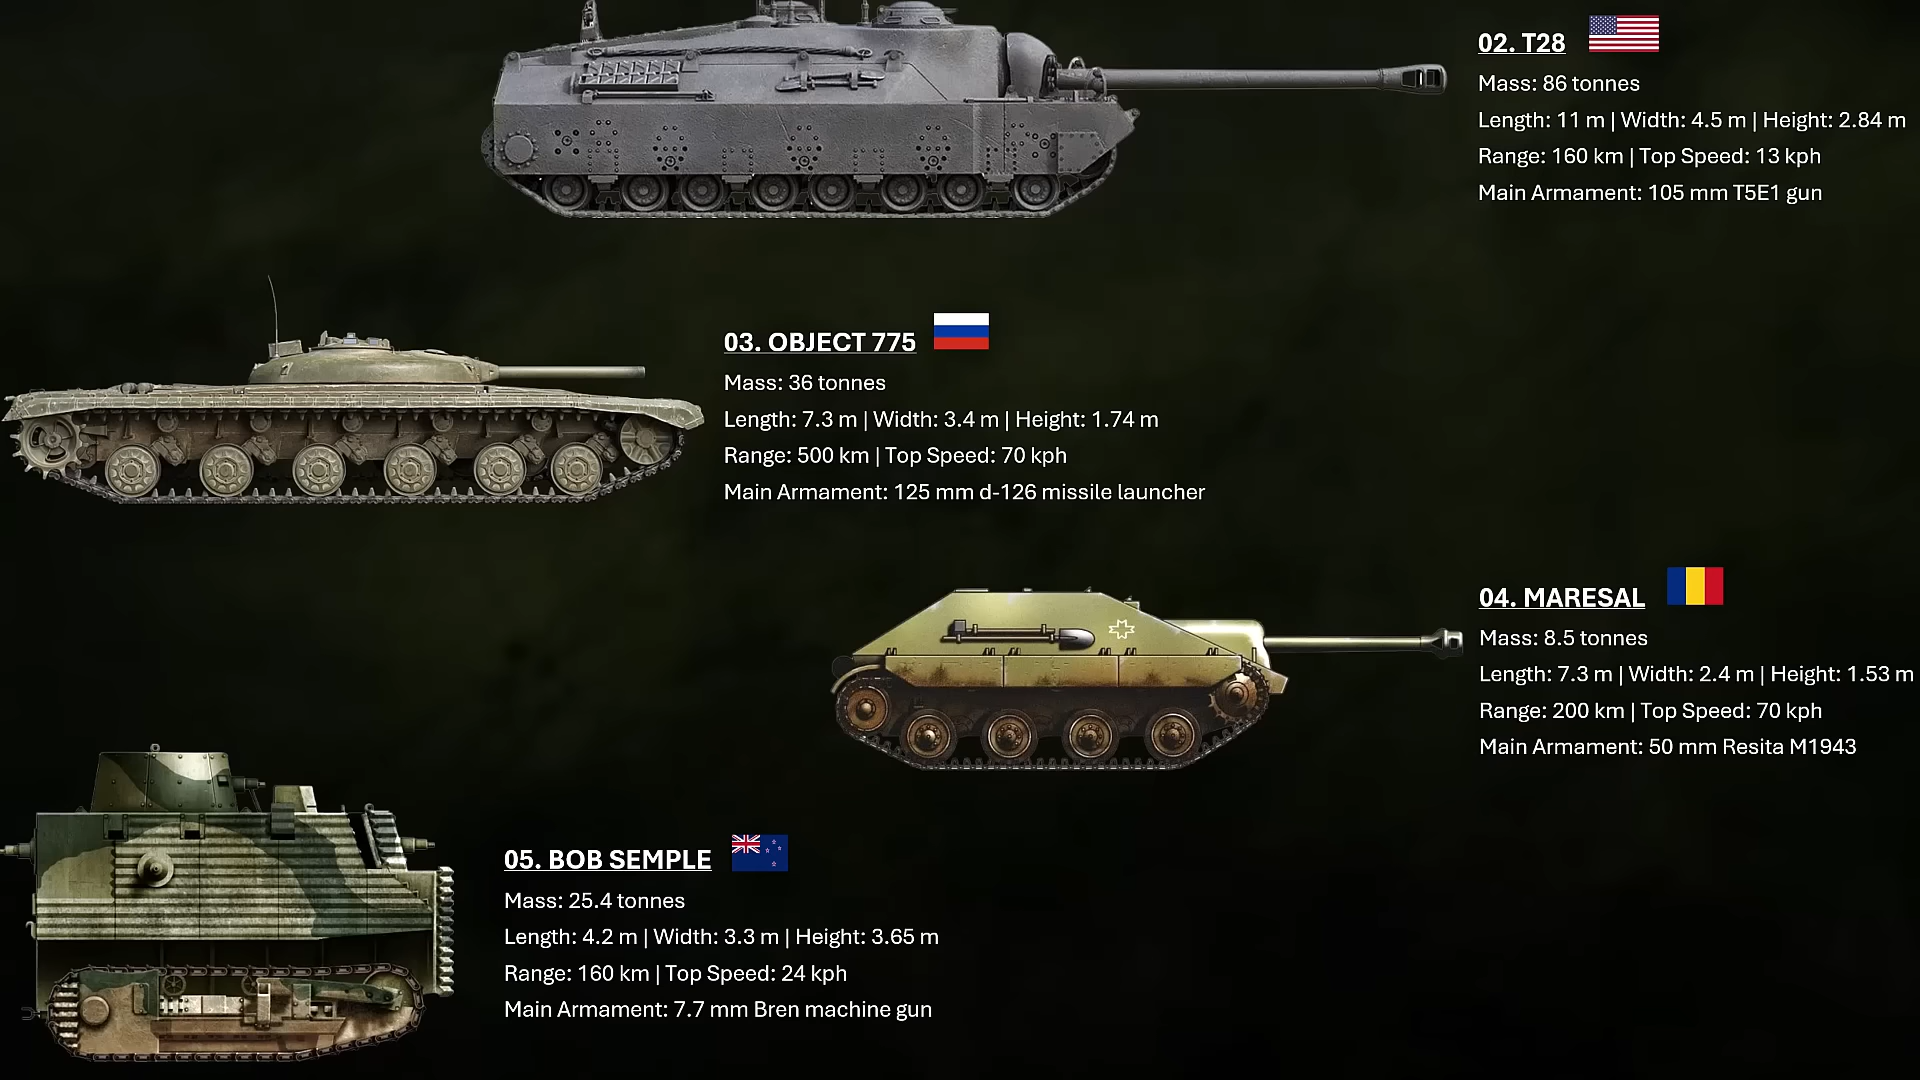 02. T28
Mass: 86 tonnes
Length: 11 m | Width: 4.5 m | Height: 2.84 m
Range: 160 km | Top Speed: 13 kph
Main Armament: 105 mm T5E1 gun
03. OBJECT 775
Mass: 36 tonnes
Length: 7.3 m | Width: 3.4 m | Height: 1.74 m
Range: 500 km | Top Speed: 70 kph
Main Armament: 125 mm d-126 missile launcher
04. MARESAL
Mass: 8.5 tonnes
Length: 7.3 m | Width: 2.4 m | Height: 1.53 m
Range: 200 km | Top Speed: 70 kph
Main Armament: 50 mm Resita M1943
05. BOB SEMPLE
Mass: 25.4 tonnes
Length: 4.2 m | Width: 3.3 m | Height: 3.65 m
Range: 160 km | Top Speed: 24 kph
Main Armament: 7.7 mm Bren machine gun